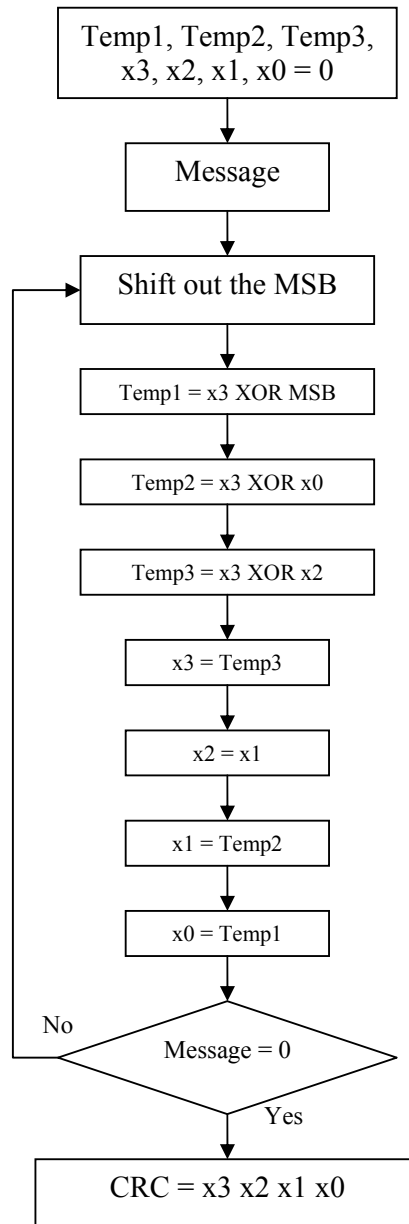 Temp1, Temp2, Temp3,
x3, x2, x1, x0 = 0
Message
Shift out the MSB
Temp1 = x3 XOR MSB
Temp2 = x3 XOR x0
Temp3 = x3 XOR x2
x3 = Temp3
x2 = x1
x1 = Temp2
x0 = Temp1
No
Message = 0
Yes
CRC = x3 x2 x1 x0